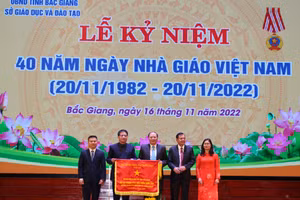 UBND TỈNH BẮC GIANG
SỞ GIÁO DỤC VÀ ĐÀO TẠO
LỄ KỶ NIỆM
40 NĂM NGÀY NHÀ GIÁO VIỆT NAM
(20/11/1982 - 20/11/2022)
Bắc Giang, ngày 16 tháng 11 năm 2022